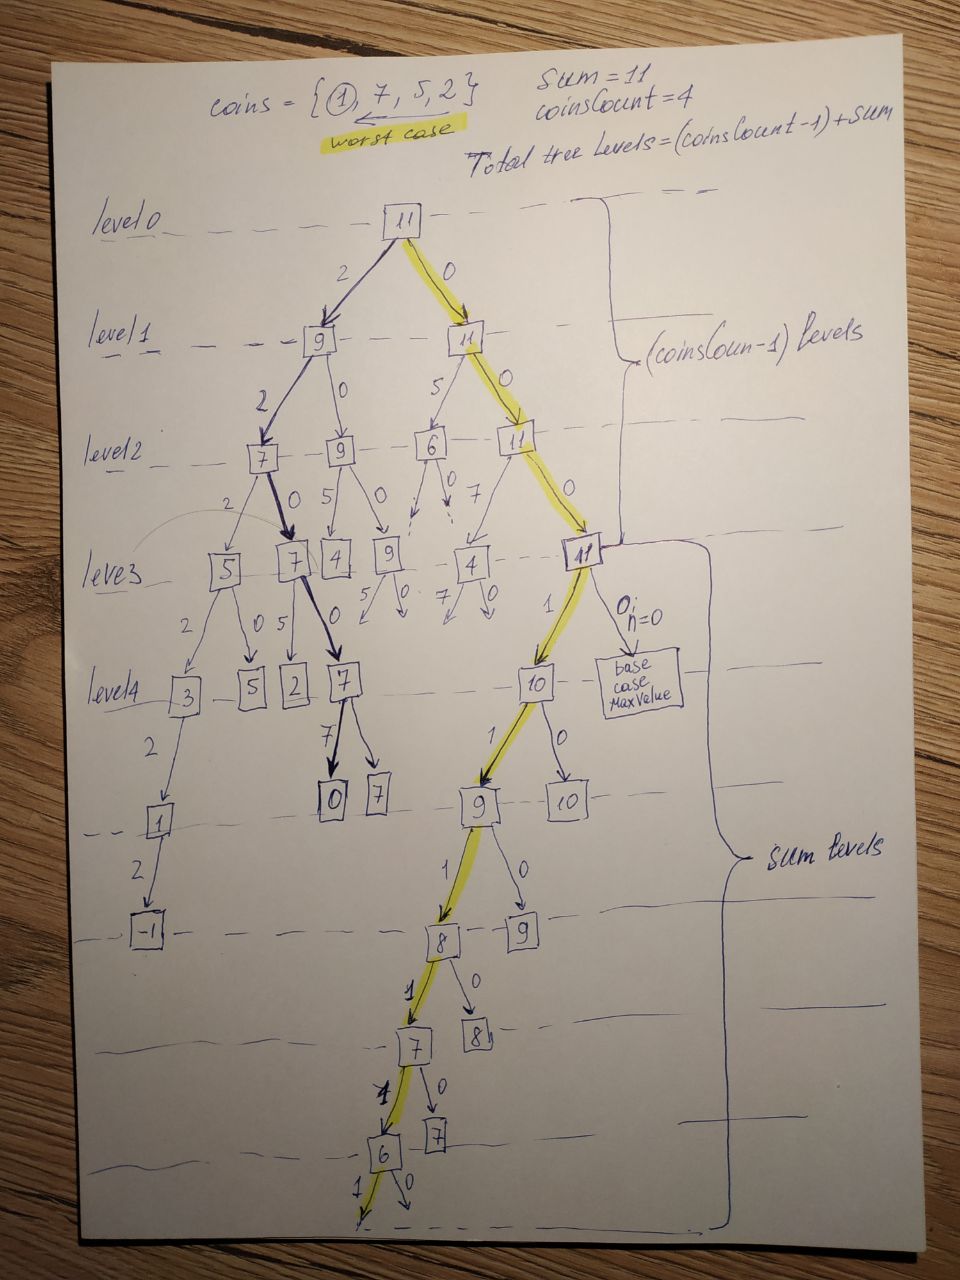 coins = {1, 7, 5, 2}
worst case
Sum = 11
coinsCount = 4
Total tree Levels = (coinsCount-1) + sum
level 0
11
2 0
level 1
9 11
(coinsCoun-1) Levels
2 0 5 0
level 2
7 9 6 11
2 0 5 0 0 7 0
leve3
5 7 4 9 4 11
2 0 5 0 5 0 7 0 1 0; n=0
level4
3 5 2 7 10
base
case
MaxValue
2 7 1 0
1 0 7 9 10
2 1 0
sum levels
-1 8 9
1 0
7 8
1 0
6 7
1 0